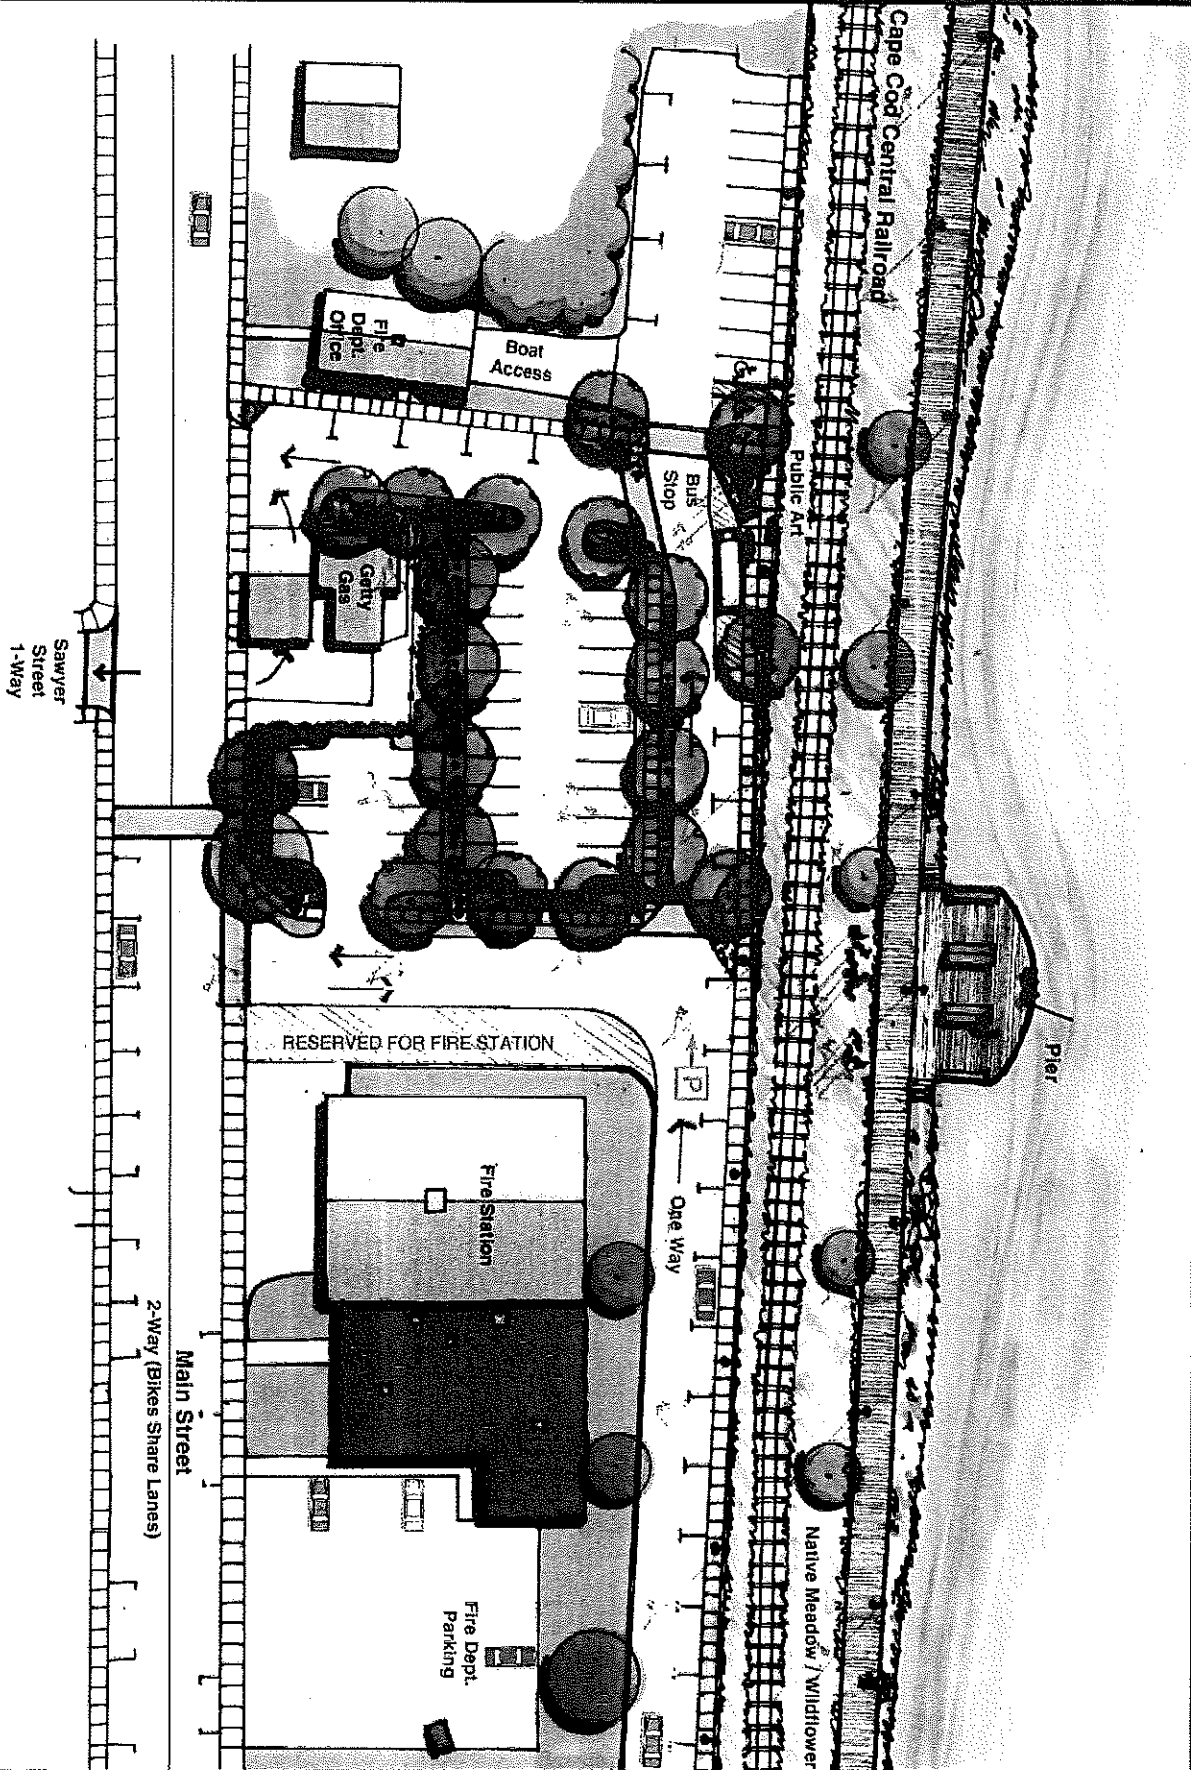 Cape Cod Central Railroad
Pier
Public Art
Native Meadow / Wildflower
Boat
Access
Bus
Stop
Fire
Dept.
Office
Getty
Gas
One Way
P
RESERVED FOR FIRE STATION
Fire Station
Fire Dept.
Parking
Main Street
2-Way (Bikes Share Lanes)
Sawyer
Street
1-Way